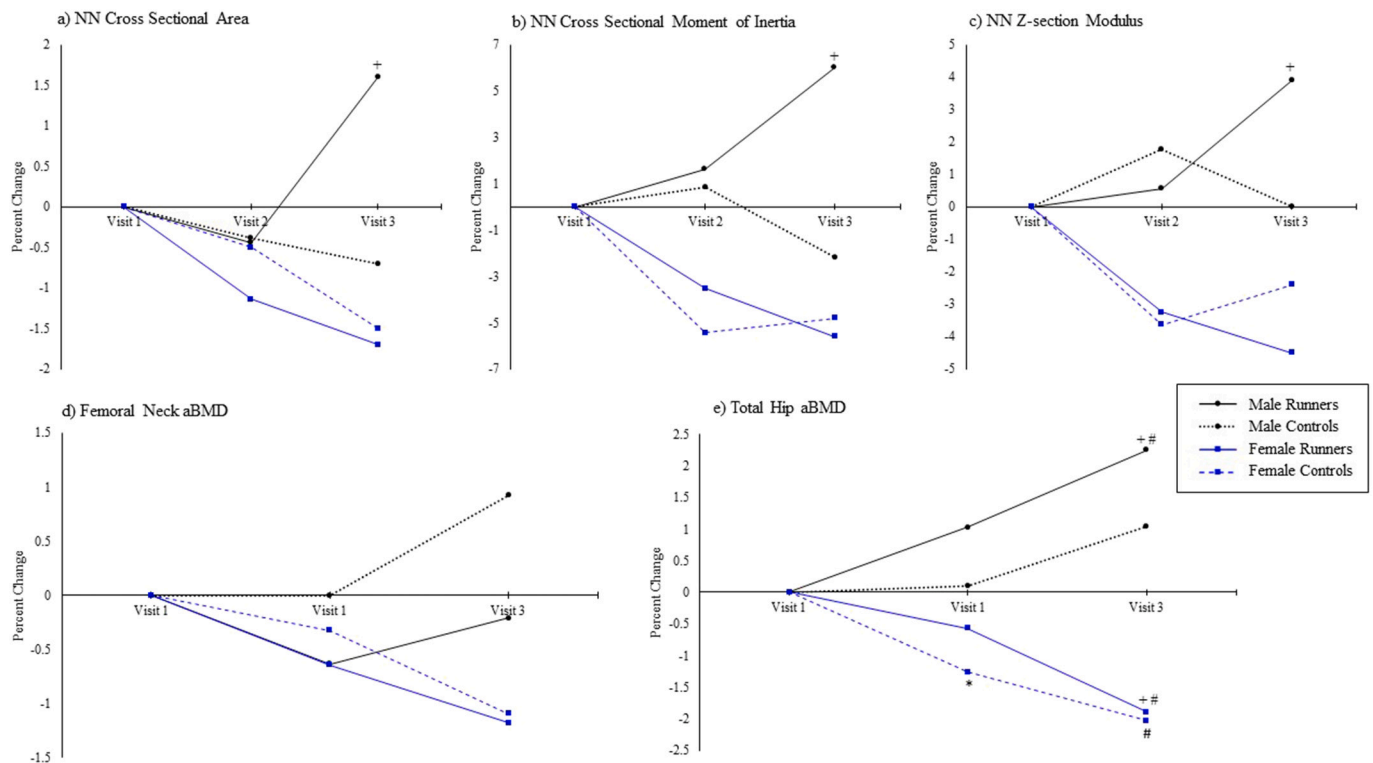 a) NN Cross Sectional Area
2
1.5
1
0.5
0
-0.5
-1
-1.5
-2
Percent Change
Visit 1
Visit 2
Visit 3
+
b) NN Cross Sectional Moment of Inertia
7
5
3
1
-1
-3
-5
-7
Percent Change
Visit 1
Visit 2
Visit 3
+
c) NN Z-section Modulus
5
4
3
2
1
0
-1
-2
-3
-4
-5
Percent Change
Visit 1
Visit 2
Visit 3
+
d) Femoral Neck aBMD
1.5
1
0.5
0
-0.5
-1
-1.5
Percent Change
Visit 1
Visit 1
Visit 3
e) Total Hip aBMD
2.5
2
1.5
1
0.5
0
-0.5
-1
-1.5
-2
-2.5
Percent Change
Visit 1
Visit 1
Visit 3
+ #
*
+ #
#
Male Runners
Male Controls
Female Runners
Female Controls